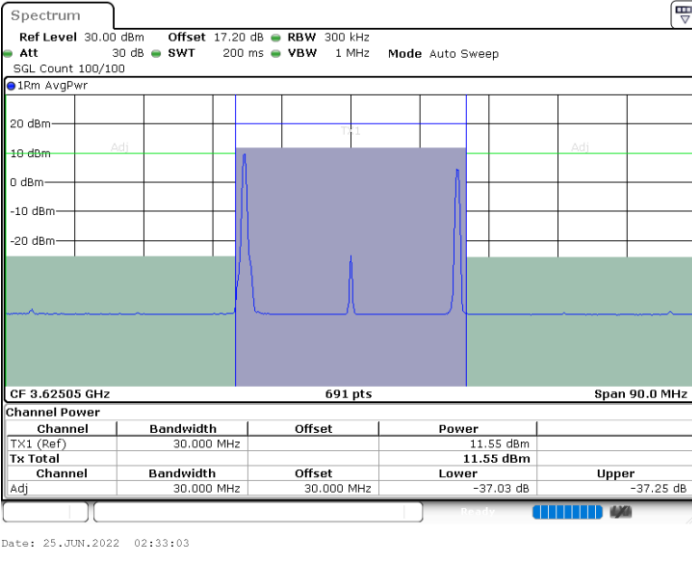 Spectrum
Ref Level 30.00 dBm Offset 17.20 dB RBW 300 kHz
Att 30 dB SWT 200 ms VBW 1 MHz Mode Auto Sweep
SGL Count 100/100
1Rm AvgPwr
20 dBm
TX1
Adj Adj
10 dBm
0 dBm
-10 dBm
-20 dBm
CF 3.62505 GHz 691 pts Span 90.0 MHz
Channel Power
Channel Bandwidth Offset Power
TX1 (Ref) 30.000 MHz 11.55 dBm
Tx Total 11.55 dBm
Channel Bandwidth Offset Lower Upper
Adj 30.000 MHz 30.000 MHz -37.03 dB -37.25 dB
Ready
Date: 25.JUN.2022 02:33:03